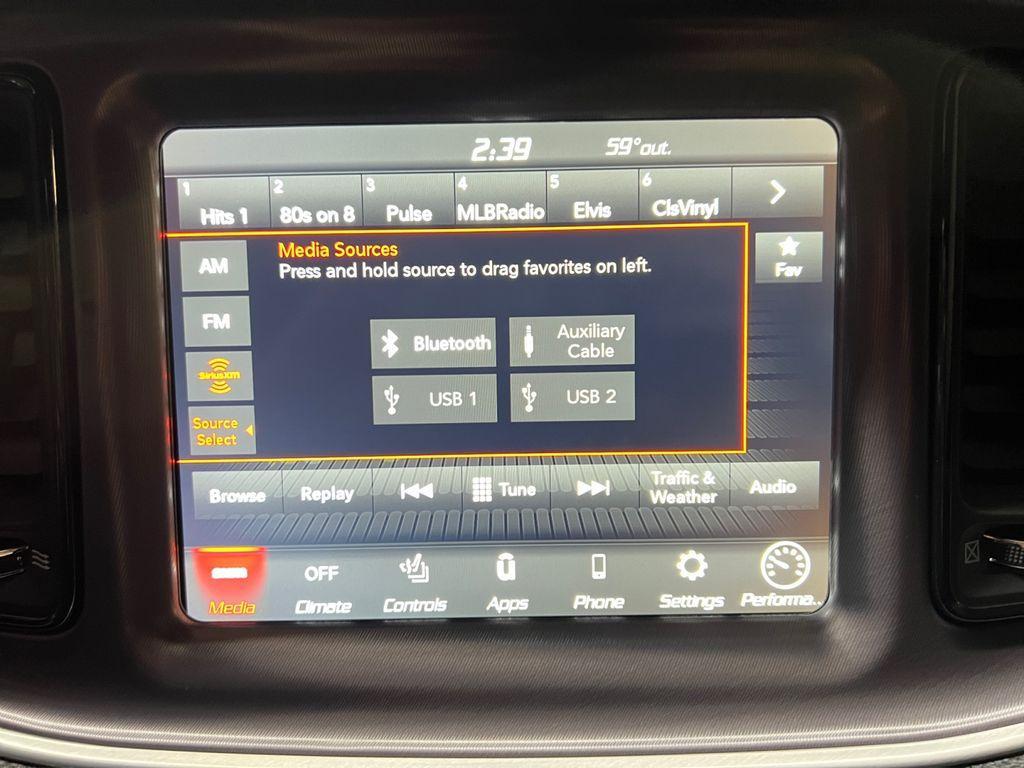 2:39 59°out.
1 2 3 4 5 6
Hits 1 80s on 8 Pulse MLBRadio Elvis ClsVinyl
Media Sources
Press and hold source to drag favorites on left.
AM
Fav
FM
Bluetooth
Auxiliary
Cable
SiriusXM
USB 1 USB 2
Source
Select
Browse Replay Tune
Traffic &
Weather
Audio
OFF
Media Climate Controls Apps Phone Settings Performa..